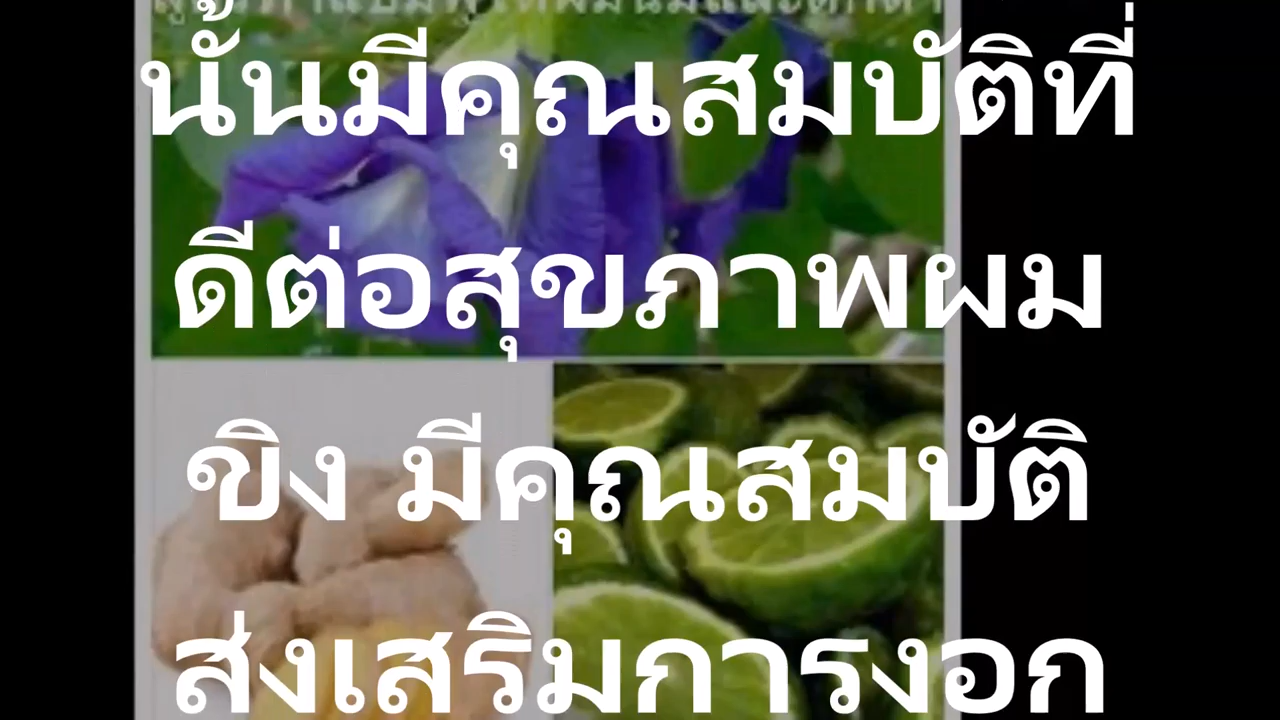 นั้นมีคุณสมบัติที่
ดีต่อสุขภาพผม
ขิง มีคุณสมบัติ
ส่งเสริมการงอก